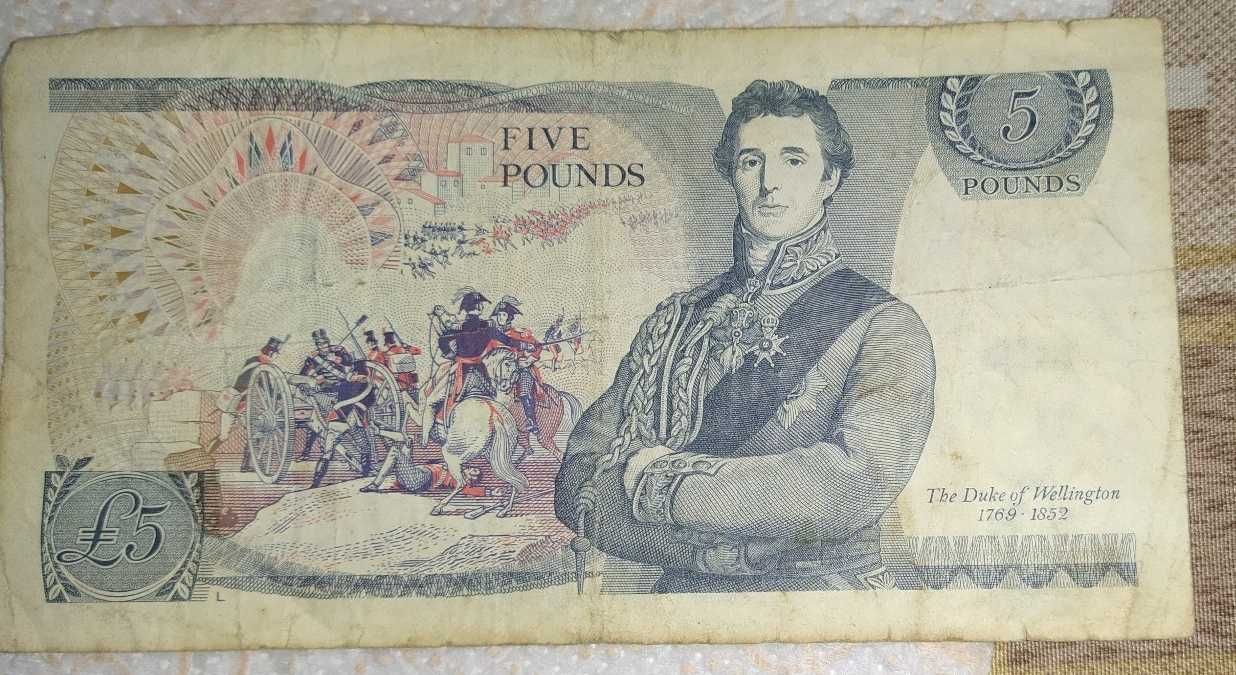 FIVE
POUNDS
5
POUNDS
The Duke of Wellington
1769·1852
£5
L